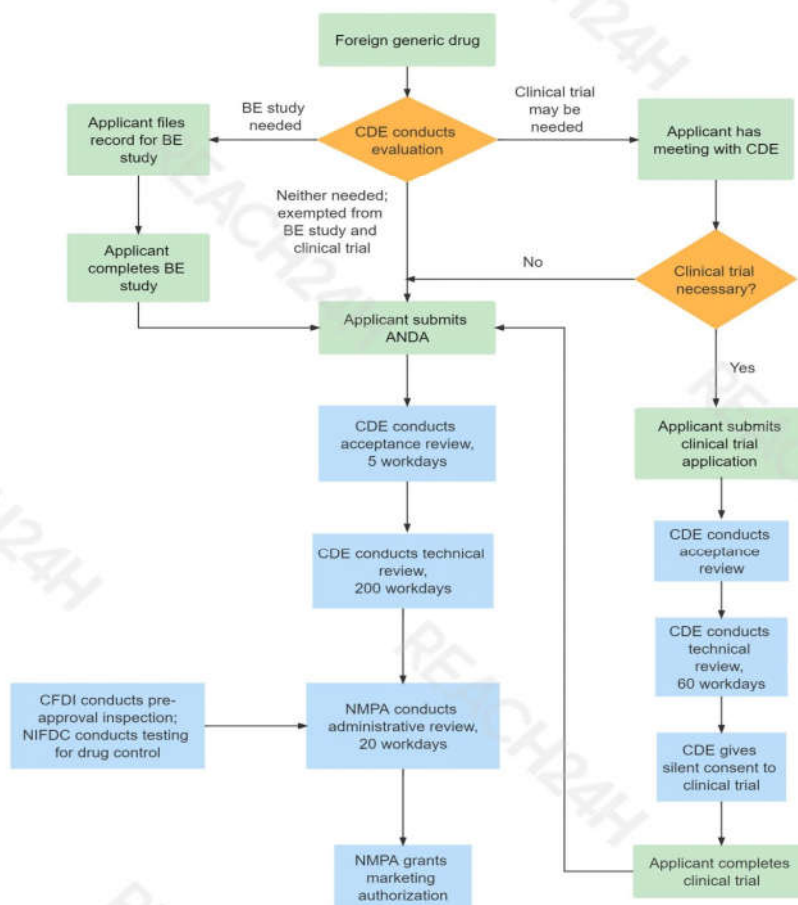 Foreign generic drug
BE study
needed
Clinical trial
may be
needed
Applicant files
record for BE
study
CDE conducts
evaluation
Applicant has
meeting with CDE
Neither needed;
exempted from
BE study and
clinical trial
Applicant
completes BE
study
No
Clinical trial
necessary?
Applicant submits
ANDA
Yes
CDE conducts
acceptance review,
5 workdays
Applicant submits
clinical trial
application
CDE conducts
acceptance
review
CDE conducts technical
review,
200 workdays
CDE conducts
technical
review,
60 workdays
CFDI conducts pre-
approval inspection;
NIFDC conducts testing
for drug control
NMPA conducts
administrative review,
20 workdays
CDE gives
silent consent to
clinical trial
NMPA grants
marketing
authorization
Applicant completes
clinical trial
REACH24H
REACH24H
REACH24H